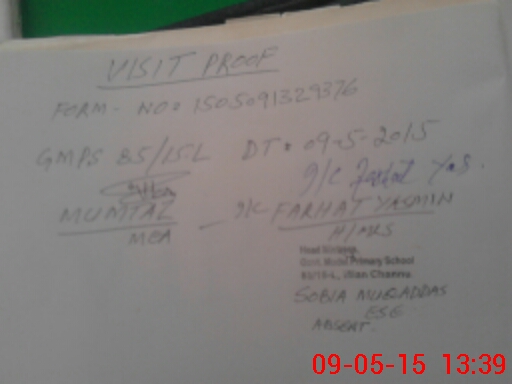 VISIT PROOF
FORM - NO: 1505091329376
GMPS 85/15L DT: 09-5-2015
I/C Farhat Yas.
MUMTAZ - I/C FARHAT YASMIN
MEA H/MRS
Head Mistress
Govt. Model Primary School
85/15-L, Mian Channu
SOBIA MUQADDAS
ESE
ABSENT.
09-05-15 13:39